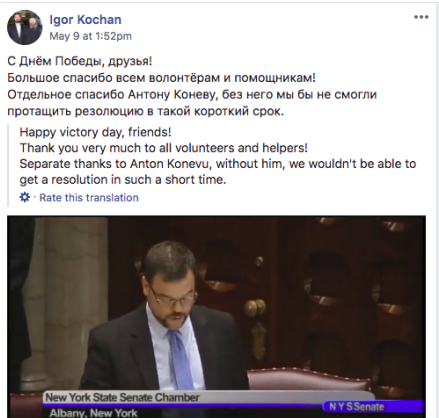 Igor Kochan
May 9 at 1:52pm
С Днём Победы, друзья!
Большое спасибо всем волонтёрам и помощникам!
Отдельное спасибо Антону Коневу, без него мы бы не смогли
протащить резолюцию в такой короткий срок.
Happy victory day, friends!
Thank you very much to all volunteers and helpers!
Separate thanks to Anton Konevu, without him, we wouldn't be able to
get a resolution in such a short time.
· Rate this translation
New York State Senate Chamber
Albany, New York
NYSSenate